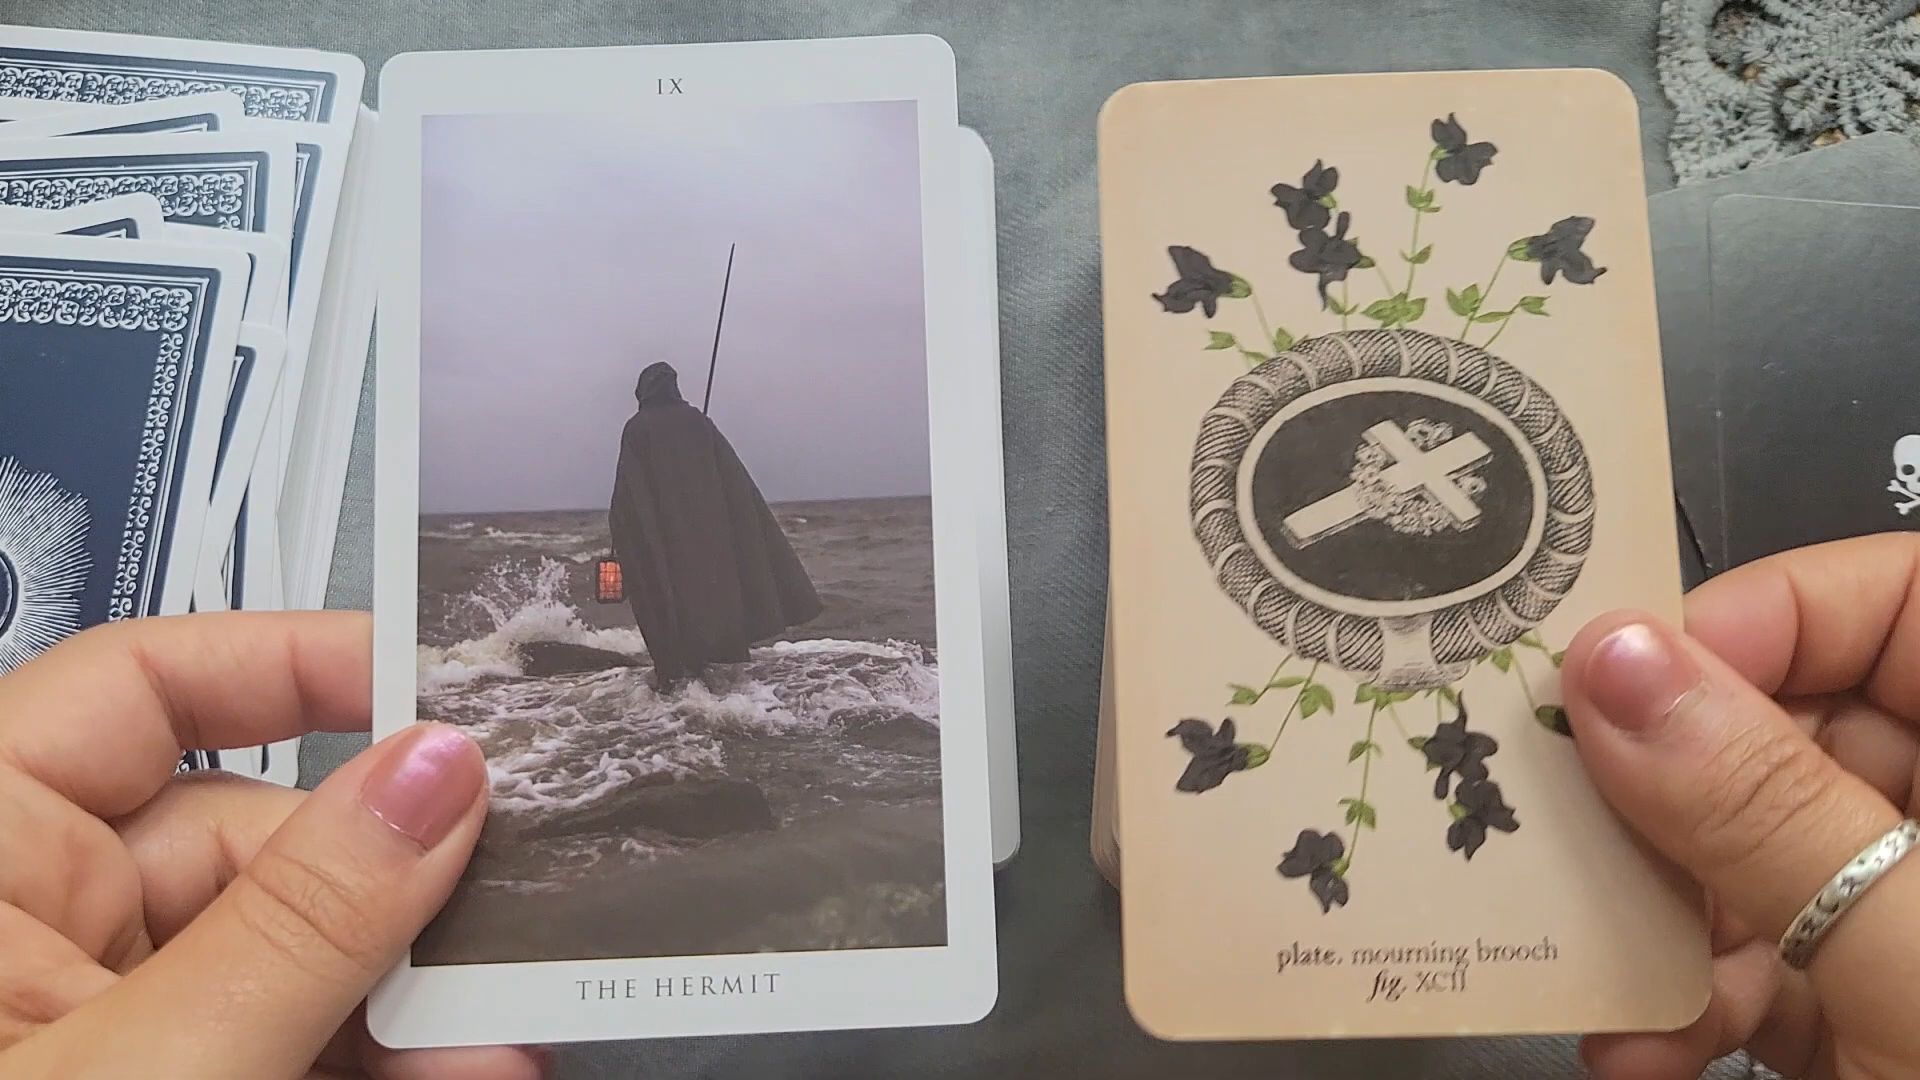 IX
THE HERMIT
plate, mourning brooch
fig. XCII